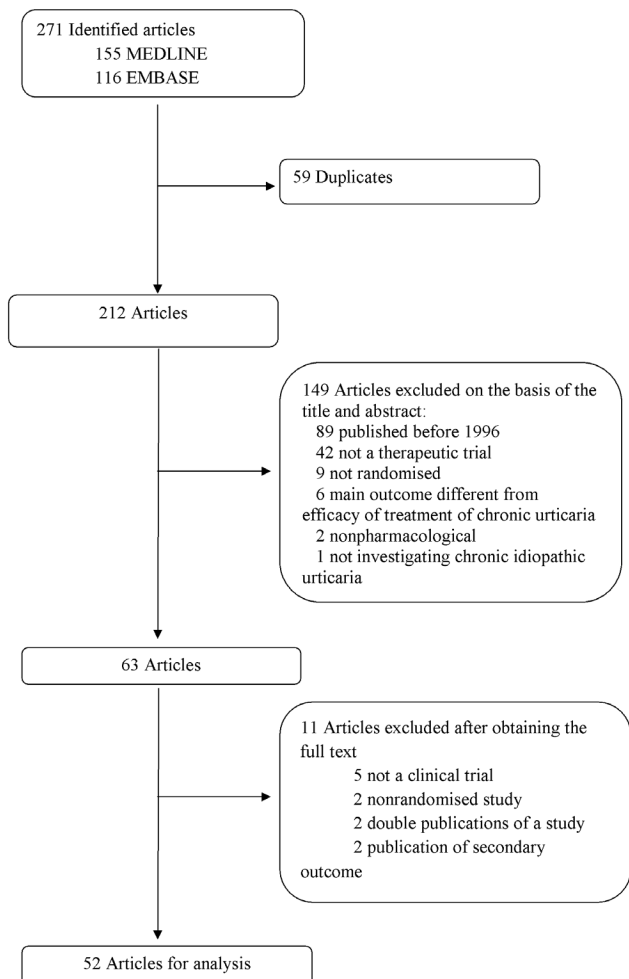 271 Identified articles
155 MEDLINE
116 EMBASE
59 Duplicates
212 Articles
149 Articles excluded on the basis of the
title and abstract:
89 published before 1996
42 not a therapeutic trial
9 not randomised
6 main outcome different from
efficacy of treatment of chronic urticaria
2 nonpharmacological
1 not investigating chronic idiopathic
urticaria
63 Articles
11 Articles excluded after obtaining the
full text
5 not a clinical trial
2 nonrandomised study
2 double publications of a study
2 publication of secondary
outcome
52 Articles for analysis